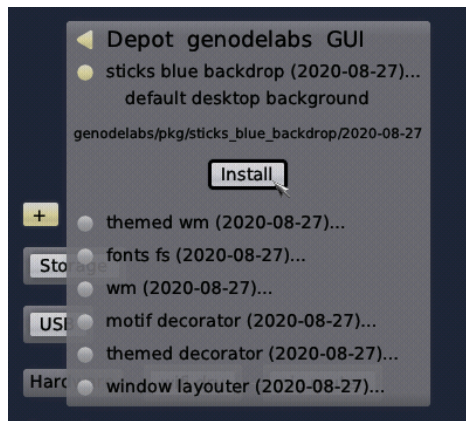 Depot genodelabs GUI
sticks blue backdrop (2020-08-27)...
default desktop background
genodelabs/pkg/sticks_blue_backdrop/2020-08-27
Install
+
themed wm (2020-08-27)...
fonts fs (2020-08-27)...
Storage
wm (2020-08-27)...
USB
motif decorator (2020-08-27)...
themed decorator (2020-08-27)...
window layouter (2020-08-27)...